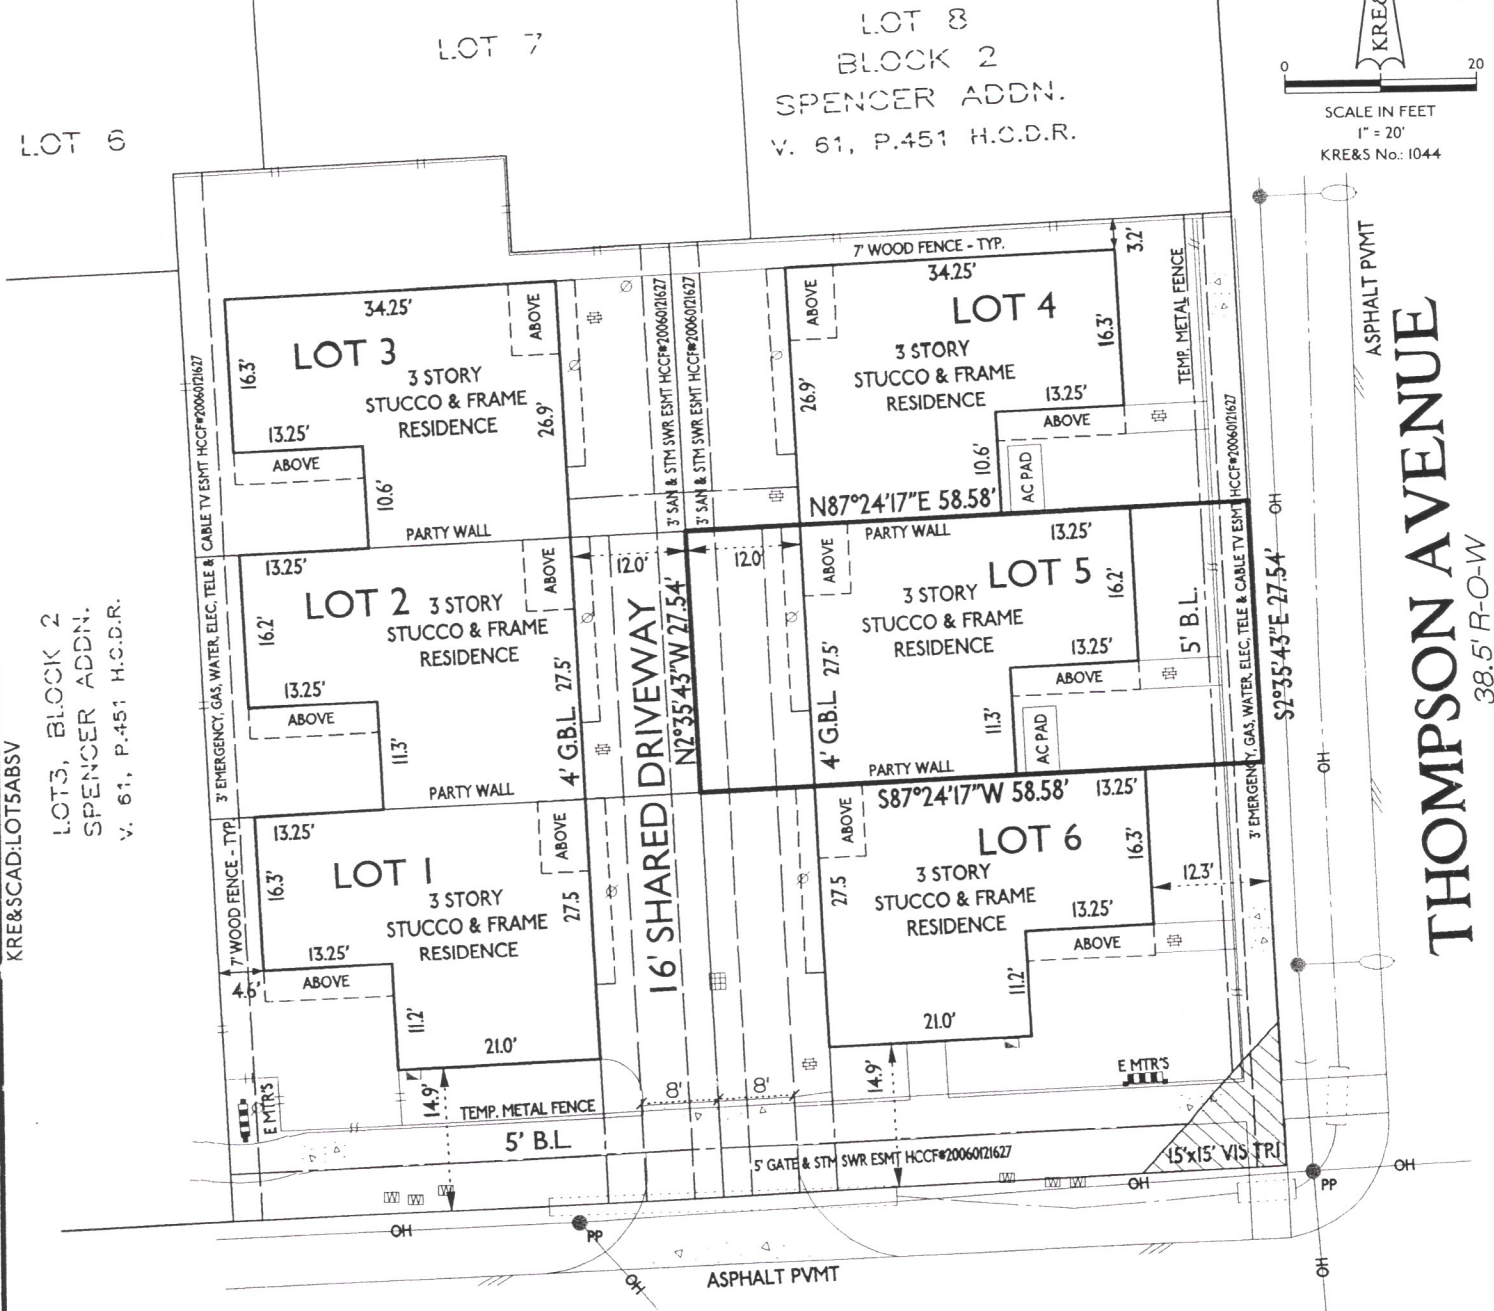 LOT 7
LOT 8
BLOCK 2
SPENCER ADDN.
V. 61, P.451 H.C.D.R.
LOT 6
KRE&
0
20
SCALE IN FEET
1" = 20'
KRE&S No.: 1044
7' WOOD FENCE - TYP.
3.2'
TEMP. METAL FENCE
ASPHALT PVMT
34.25'
ABOVE
LOT 3
16.3'
3 STORY
STUCCO & FRAME
RESIDENCE
26.9'
13.25'
ABOVE
10.6'
PARTY WALL
3' SAN & STM SWR ESMT HCCF#20060121627
3' SAN & STM SWR ESMT HCCF#20060121627
34.25'
ABOVE
LOT 4
16.3'
3 STORY
STUCCO & FRAME
RESIDENCE
26.9'
13.25'
ABOVE
10.6'
AC PAD
N87°24'17"E 58.58'
PARTY WALL
3' EMERGENCY, GAS, WATER, ELEC, TELE & CABLE TV ESMT HCCF#20060121627
13.25'
LOT 2
ABOVE
16.2'
3 STORY
STUCCO & FRAME
RESIDENCE
13.25'
ABOVE
11.3'
4' G.B.L. 27.5'
PARTY WALL
12.0'
12.0'
16' SHARED DRIVEWAY
N2°35'43"W 27.54'
13.25'
ABOVE
LOT 5
16.2'
3 STORY
STUCCO & FRAME
RESIDENCE
13.25'
ABOVE
11.3'
AC PAD
4' G.B.L. 27.5'
5' B.L.
PARTY WALL
S87°24'17"W 58.58'
3' EMERGENCY, GAS, WATER, ELEC, TELE & CABLE TV ESMT HCCF#20060121627
S2°35'43"E 27.54'
OH
OH
THOMPSON AVENUE
38.5' R-O-W
LOT3, BLOCK 2
SPENCER ADDN.
V. 61, P.451 H.C.D.R.
KRE&SCAD:LOT5ABSV
7' WOOD FENCE - TYP.
13.25'
LOT 1
ABOVE
16.3'
3 STORY
STUCCO & FRAME
RESIDENCE
27.5
13.25'
ABOVE
4.6'
11.2'
21.0'
14.9'
E MTR'S
TEMP. METAL FENCE
5' B.L.
8'
8'
13.25'
ABOVE
LOT 6
16.3'
3 STORY
STUCCO & FRAME
RESIDENCE
27.5
13.25'
ABOVE
12.3'
11.2'
21.0'
14.9'
E MTR'S
5' GATE & STM SWR ESMT HCCF#20060121627
15'x15' VIS TRI
W
W
W
W
W
W
OH
OH
OH
PP
PP
OH
OH
ASPHALT PVMT